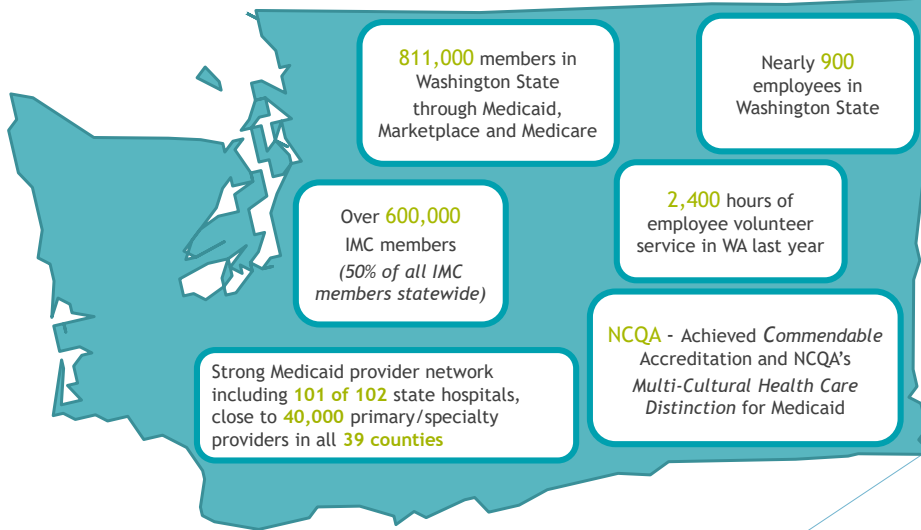 811,000 members in
Washington State
through Medicaid,
Marketplace and Medicare
Nearly 900
employees in
Washington State
Over 600,000
IMC members
(50% of all IMC
members statewide)
2,400 hours of
employee volunteer
service in WA last year
NCQA - Achieved Commendable
Accreditation and NCQA's
Multi-Cultural Health Care
Distinction for Medicaid
Strong Medicaid provider network
including 101 of 102 state hospitals,
close to 40,000 primary/specialty
providers in all 39 counties